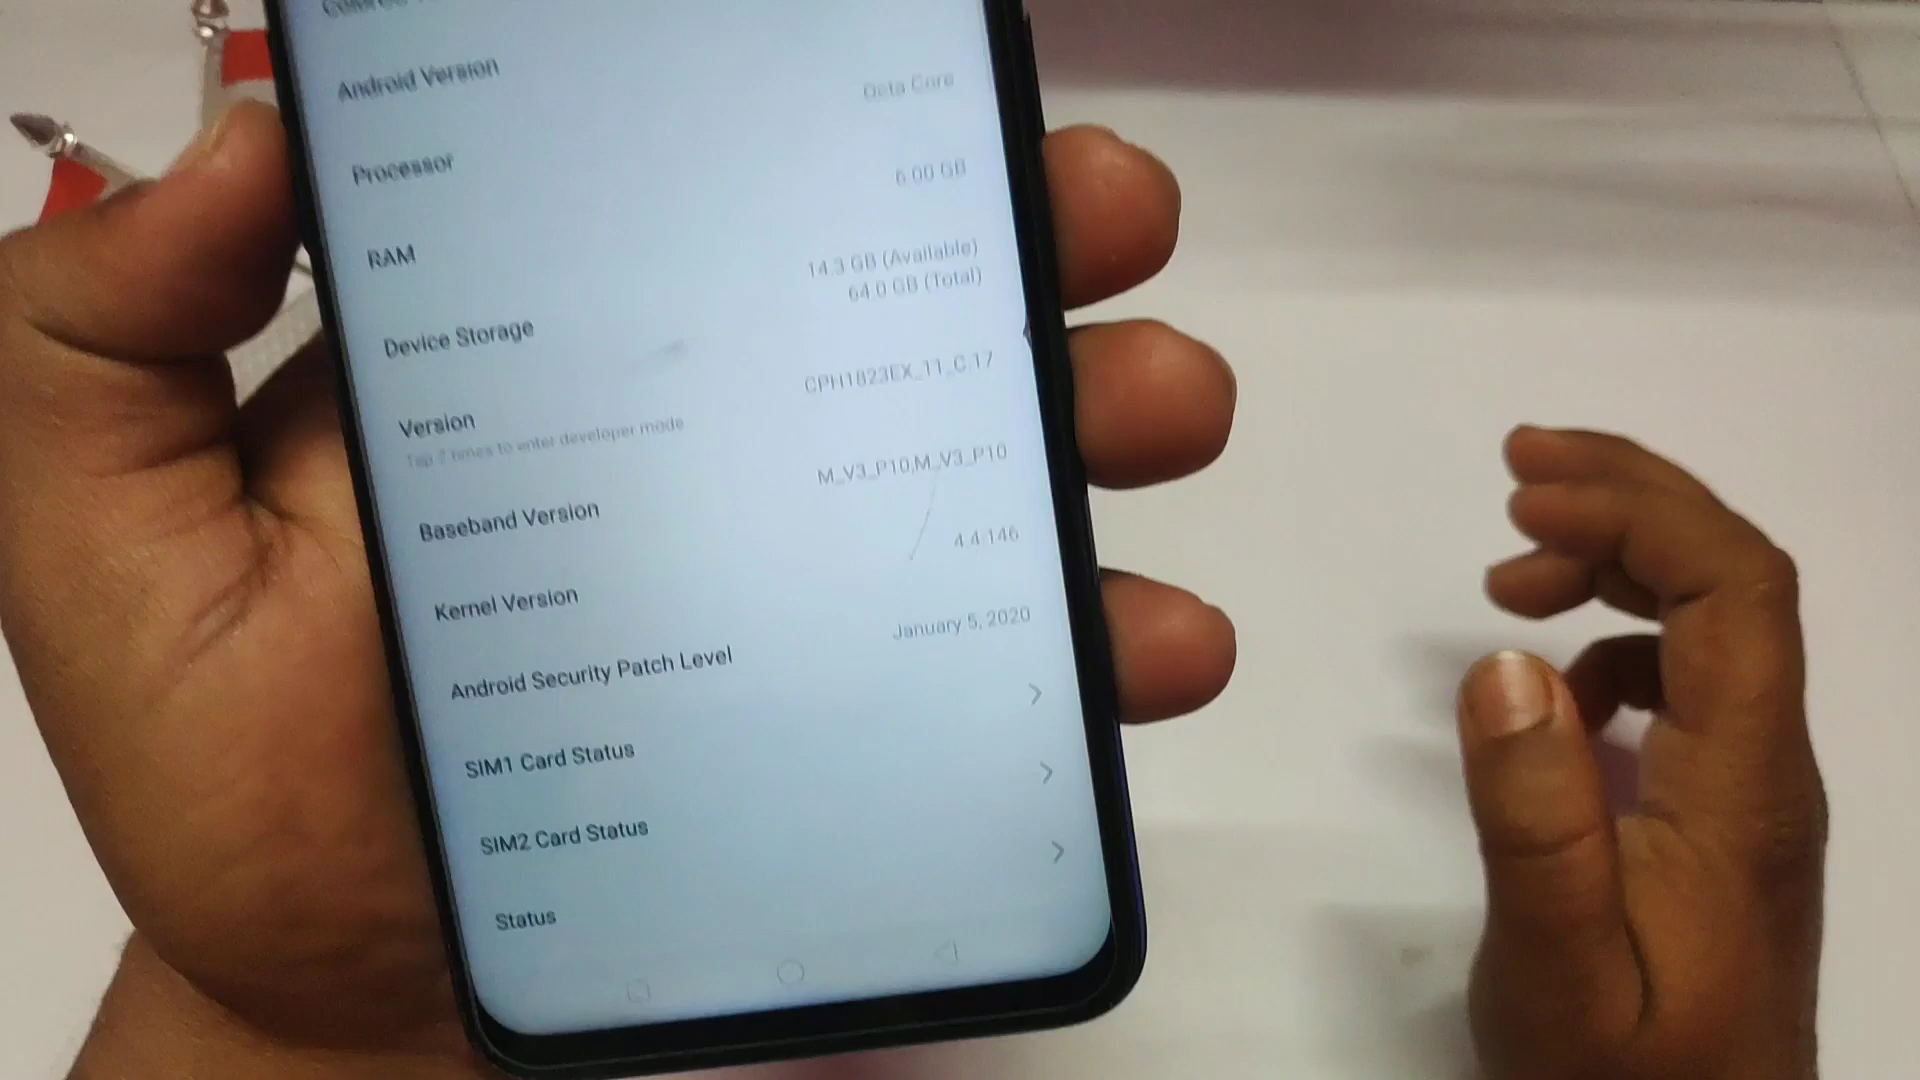 Android Version
Octa Core
Processor
6.00 GB
RAM
14.3 GB (Available)
64.0 GB (Total)
Device Storage
CPH1823EX_11_C.17
Version
Tap 7 times to enter developer mode
M_V3_P10,M_V3_P10
Baseband Version
4.4.146
Kernel Version
January 5, 2020
Android Security Patch Level
SIM1 Card Status
SIM2 Card Status
Status